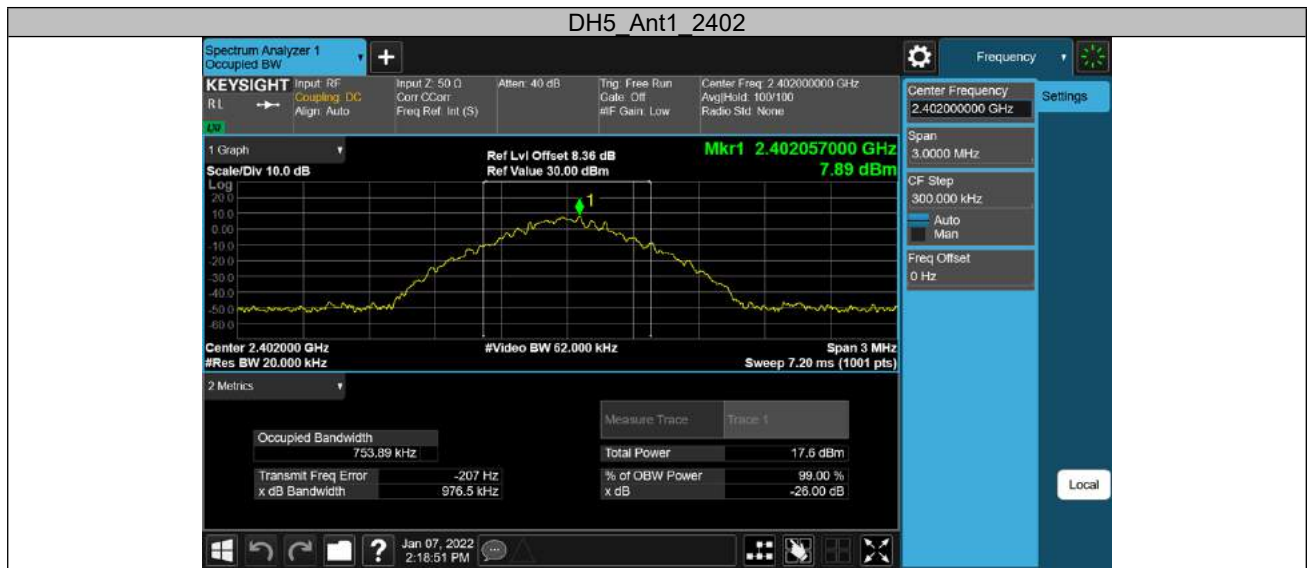 DH5_Ant1_2402
Spectrum Analyzer 1
Occupied BW
+
Frequency
KEYSIGHT
RL
Input: RF
Coupling: DC
Align: Auto
Input Z: 50 Ω
Corr CCorr
Freq Ref: Int (S)
Atten: 40 dB
Trig: Free Run
Gate: Off
#IF Gain: Low
Center Freq: 2.402000000 GHz
Avg|Hold: 100/100
Radio Std: None
Center Frequency
2.402000000 GHz
Settings
Span
3.0000 MHz
CF Step
300.000 kHz
Auto
Man
Freq Offset
0 Hz
1 Graph
Scale/Div 10.0 dB
Ref Lvl Offset 8.36 dB
Ref Value 30.00 dBm
Mkr1 2.402057000 GHz
7.89 dBm
Log
20.0
10.0
0.00
-10.0
-20.0
-30.0
-40.0
-50.0
-60.0
1
Center 2.402000 GHz
#Video BW 62.000 kHz
Span 3 MHz
#Res BW 20.000 kHz
Sweep 7.20 ms (1001 pts)
2 Metrics
Measure Trace
Trace 1
Occupied Bandwidth
753.89 kHz
Total Power
17.6 dBm
Transmit Freq Error
-207 Hz
% of OBW Power
99.00 %
x dB Bandwidth
976.5 kHz
x dB
-26.00 dB
Local
?
Jan 07, 2022
2:18:51 PM